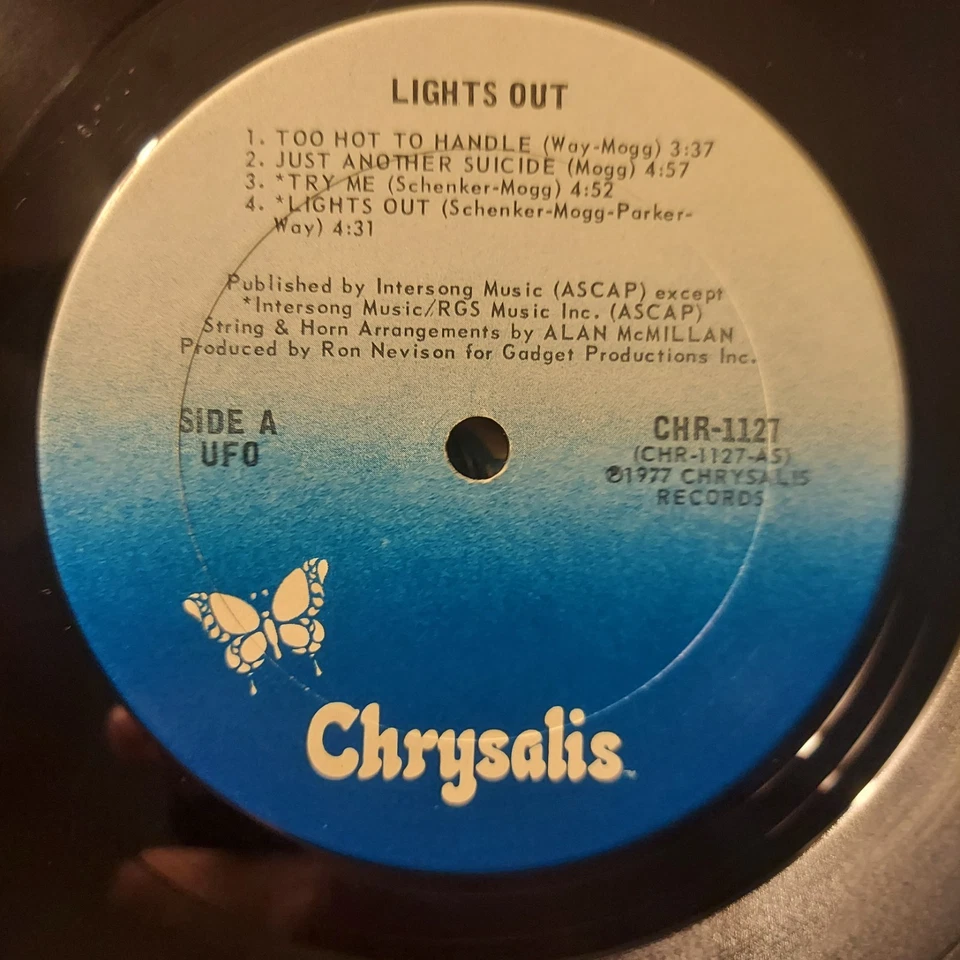 LIGHTS OUT
1. TOO HOT TO HANDLE (Way-Mogg) 3:37
2. JUST ANOTHER SUICIDE (Mogg) 4:57
3. *TRY ME (Schenker-Mogg) 4:52
4. *LIGHTS OUT (Schenker-Mogg-Parker-
Way) 4:31
Published by Intersong Music (ASCAP) except
*Intersong Music/RGS Music Inc. (ASCAP)
String & Horn Arrangements by ALAN McMILLAN
Produced by Ron Nevison for Gadget Productions Inc.
SIDE A
UFO
CHR-1127
(CHR-1127-AS)
℗1977 CHRYSALIS
RECORDS
Chrysalis™